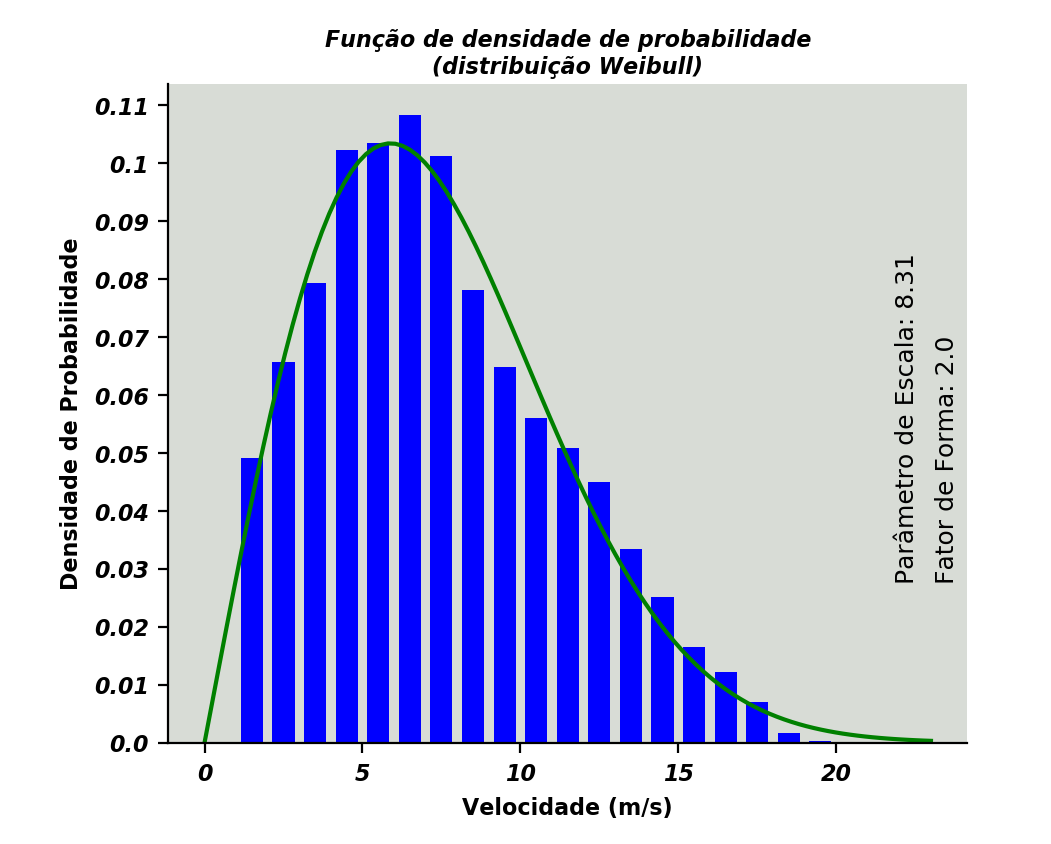 Função de densidade de probabilidade
(distribuição Weibull)
Densidade de Probabilidade
0.11
0.1
0.09
0.08
0.07
0.06
0.05
0.04
0.03
0.02
0.01
0.0
Parâmetro de Escala: 8.31
Fator de Forma: 2.0
0 5 10 15 20
Velocidade (m/s)